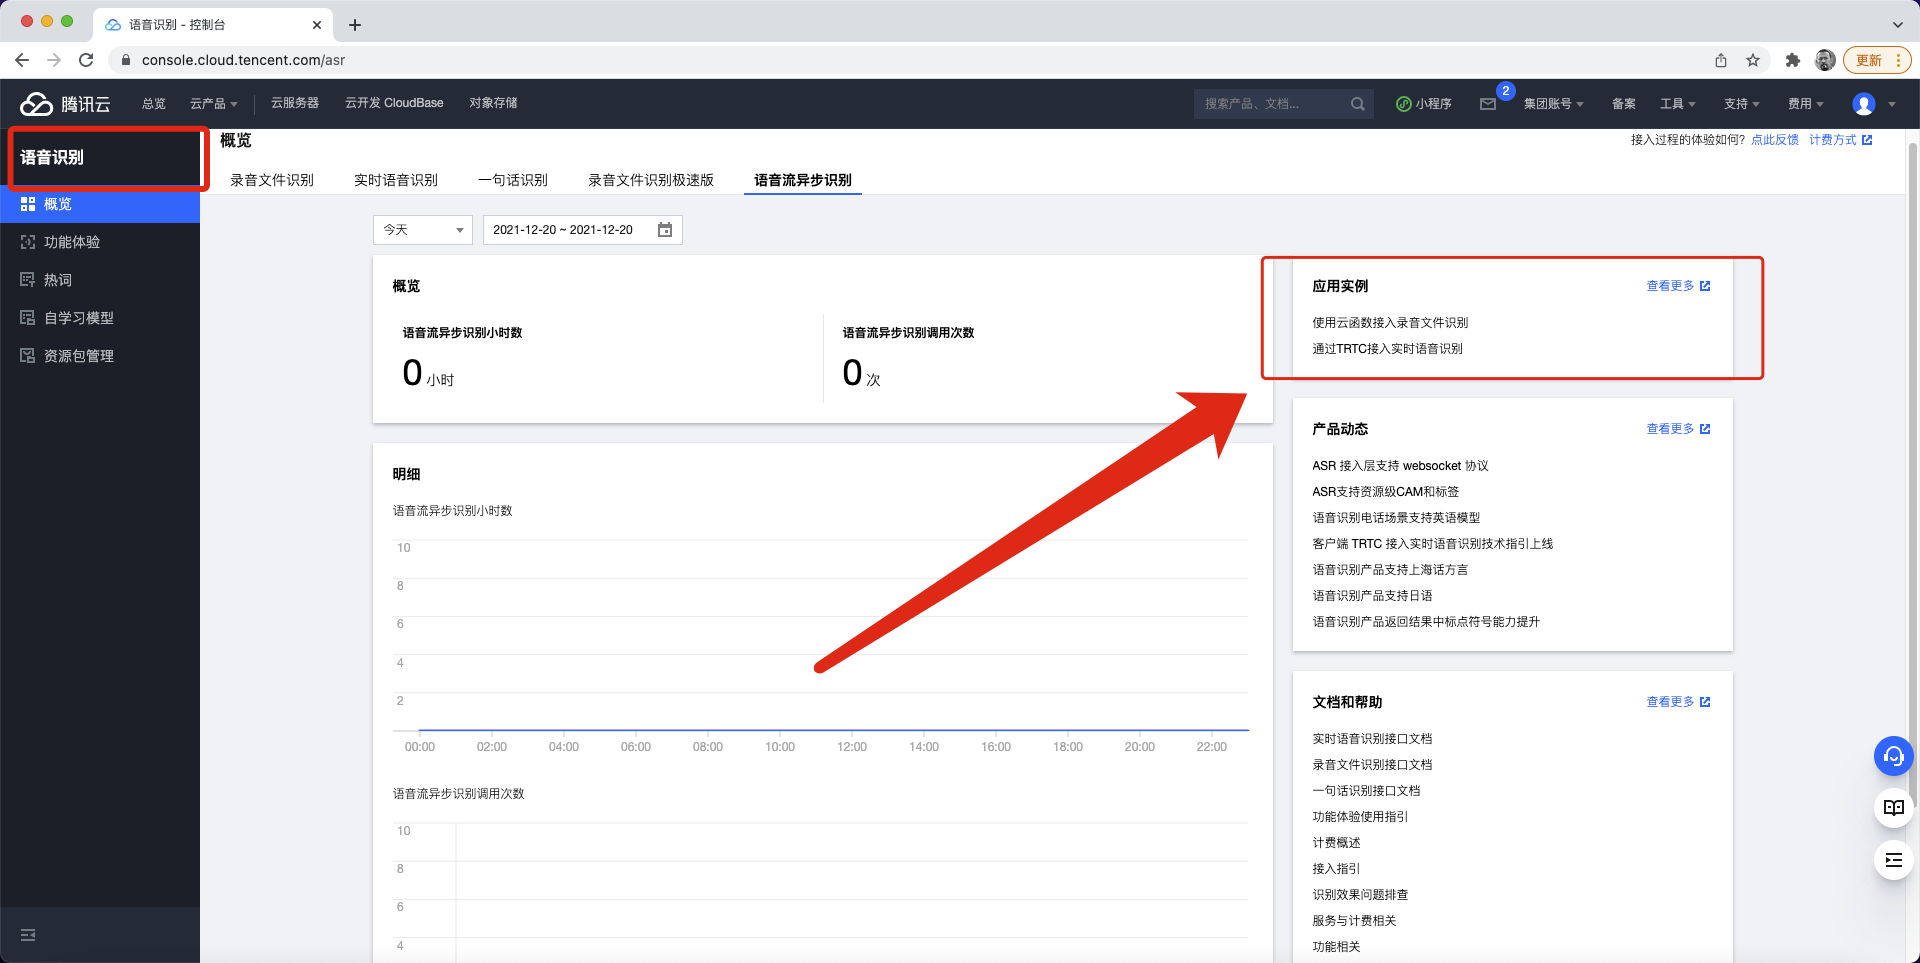 语音识别 - 控制台
console.cloud.tencent.com/asr
更新
腾讯云
总览
云产品
云服务器
云开发 CloudBase
对象存储
搜索产品、文档...
小程序
2
集团账号
备案
工具
支持
费用
语音识别
概览
功能体验
热词
自学习模型
资源包管理
概览
接入过程的体验如何? 点此反馈 计费方式
录音文件识别
实时语音识别
一句话识别
录音文件识别极速版
语音流异步识别
今天
2021-12-20 ~ 2021-12-20
概览
语音流异步识别小时数
0 小时
语音流异步识别调用次数
0 次
明细
语音流异步识别小时数
10
8
6
4
2
00:00
02:00
04:00
06:00
08:00
10:00
12:00
14:00
16:00
18:00
20:00
22:00
语音流异步识别调用次数
10
8
6
4
应用实例
查看更多
使用云函数接入录音文件识别
通过TRTC接入实时语音识别
产品动态
查看更多
ASR 接入层支持 websocket 协议
ASR支持资源级CAM和标签
语音识别电话场景支持英语模型
客户端 TRTC 接入实时语音识别技术指引上线
语音识别产品支持上海话方言
语音识别产品支持日语
语音识别产品返回结果中标点符号能力提升
文档和帮助
查看更多
实时语音识别接口文档
录音文件识别接口文档
一句话识别接口文档
功能体验使用指引
计费概述
接入指引
识别效果问题排查
服务与计费相关
功能相关